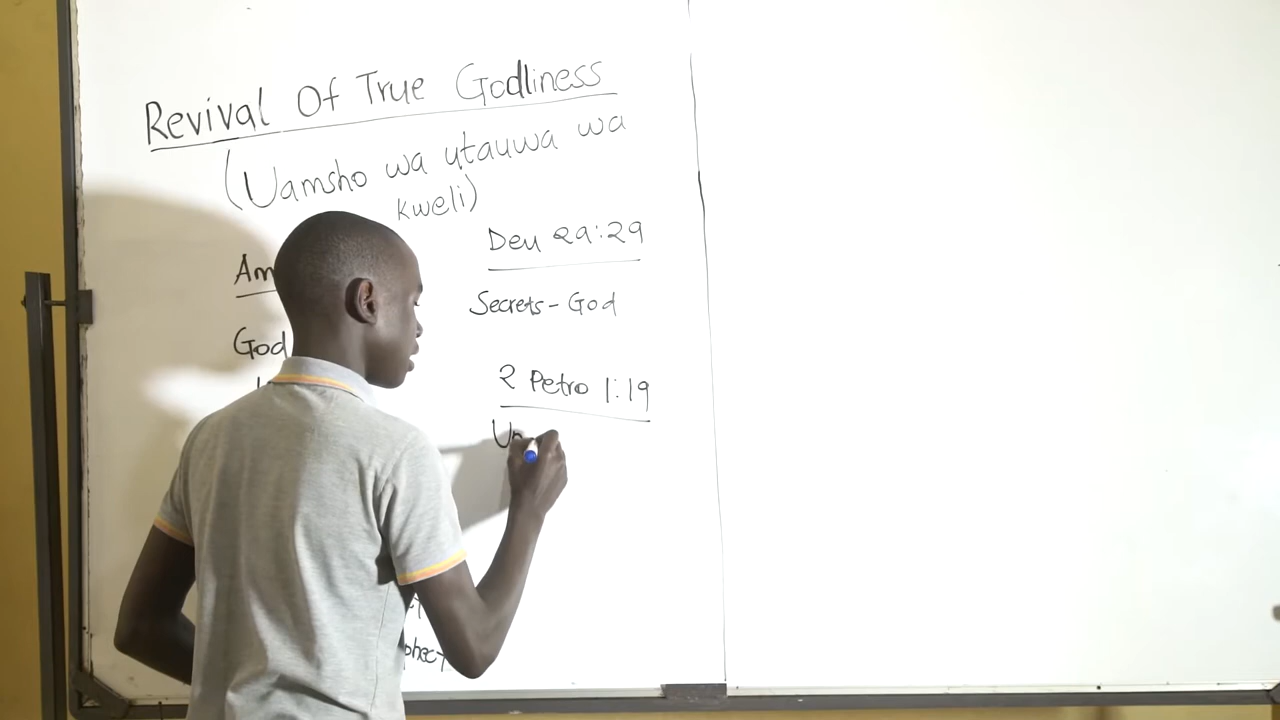 Revival Of True Godliness
(Uamsho wa utauwa wa
kweli)
God
Deu 29:29
Secrets - God
2 Petro 1:19